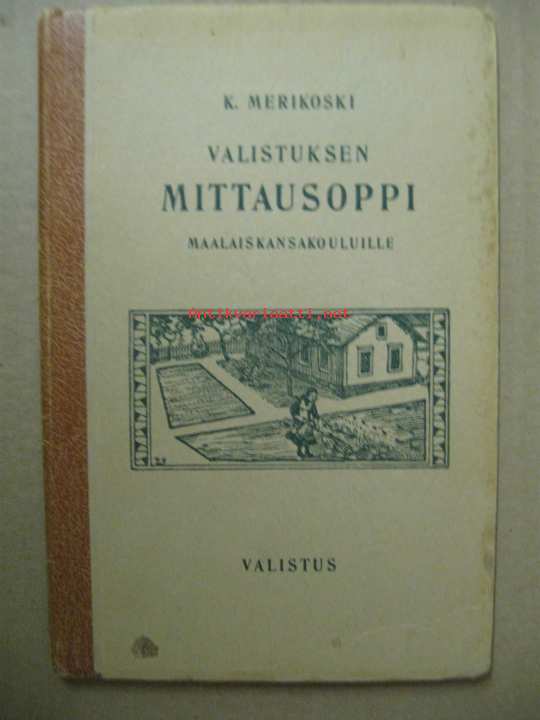 K. MERIKOSKI
VALISTUKSEN
MITTAUSOPPI
MAALAISKANSAKOULUILLE
Antikvariaatti.net
VALISTUS